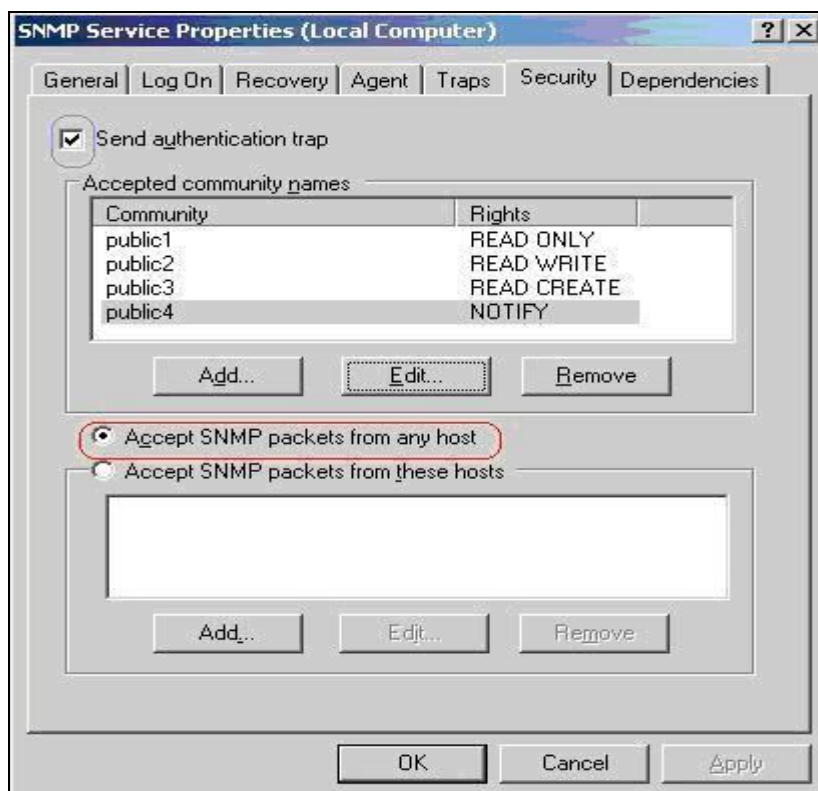 SNMP Service Properties (Local Computer)
General Log On Recovery Agent Traps Security Dependencies
Send authentication trap
Accepted community names
Community Rights
public1 READ ONLY
public2 READ WRITE
public3 READ CREATE
public4 NOTIFY
Add... Edit... Remove
Accept SNMP packets from any host
Accept SNMP packets from these hosts
Add... Edit... Remove
OK Cancel Apply